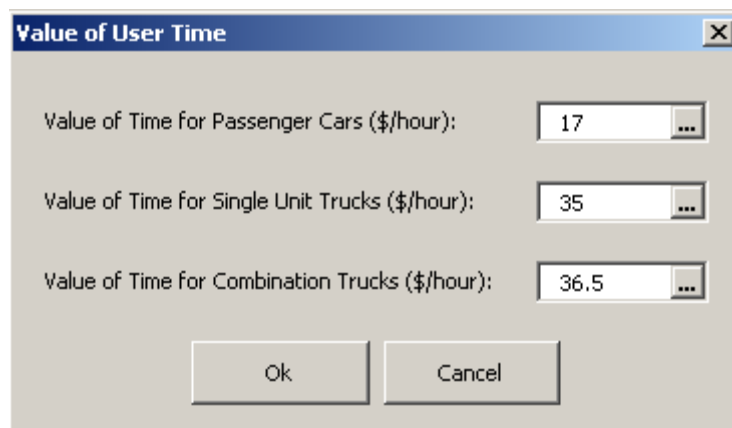 Value of User Time
Value of Time for Passenger Cars ($/hour): 17 ...
Value of Time for Single Unit Trucks ($/hour): 35 ...
Value of Time for Combination Trucks ($/hour): 36.5 ...
Ok Cancel